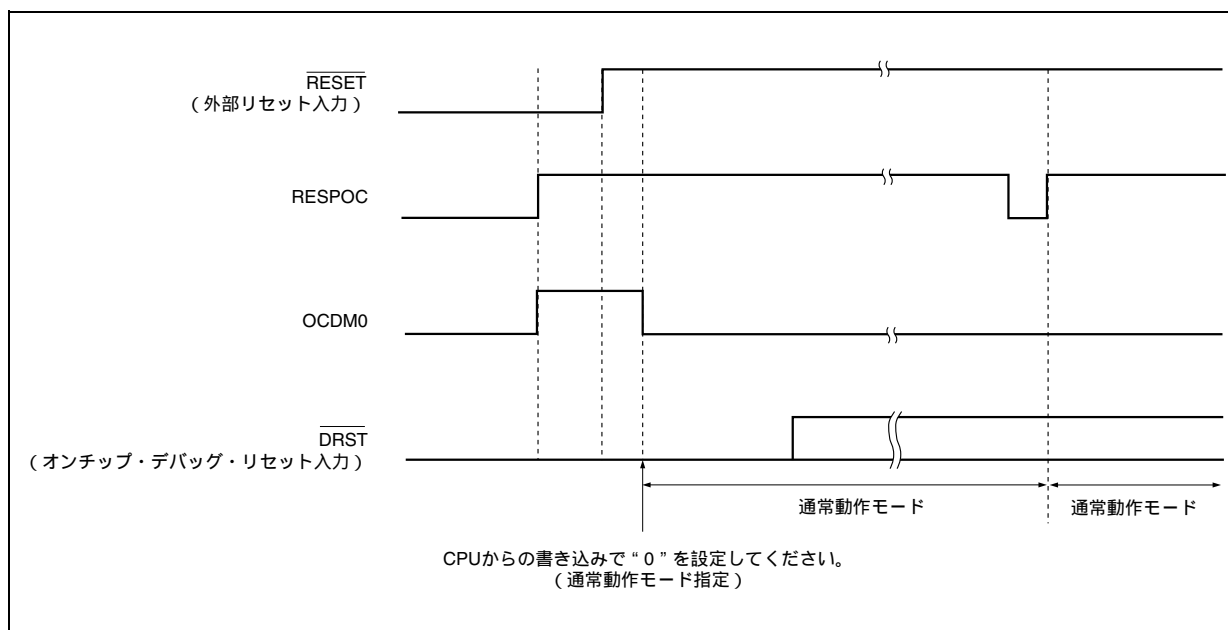 RESET
(外部リセット入力)
RESPOC
OCDM0
DRST
(オンチップ・デバッグ・リセット入力)
通常動作モード
通常動作モード
CPUからの書き込みで“0”を設定してください。
(通常動作モード指定)